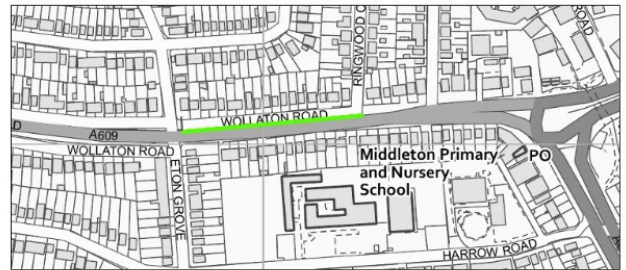 ROAD
RINGWOOD C
WOLLATON ROAD
D
A609
WOLLATON ROAD
ETON GROVE
Middleton Primary
and Nursery
School
PO
HARROW ROAD